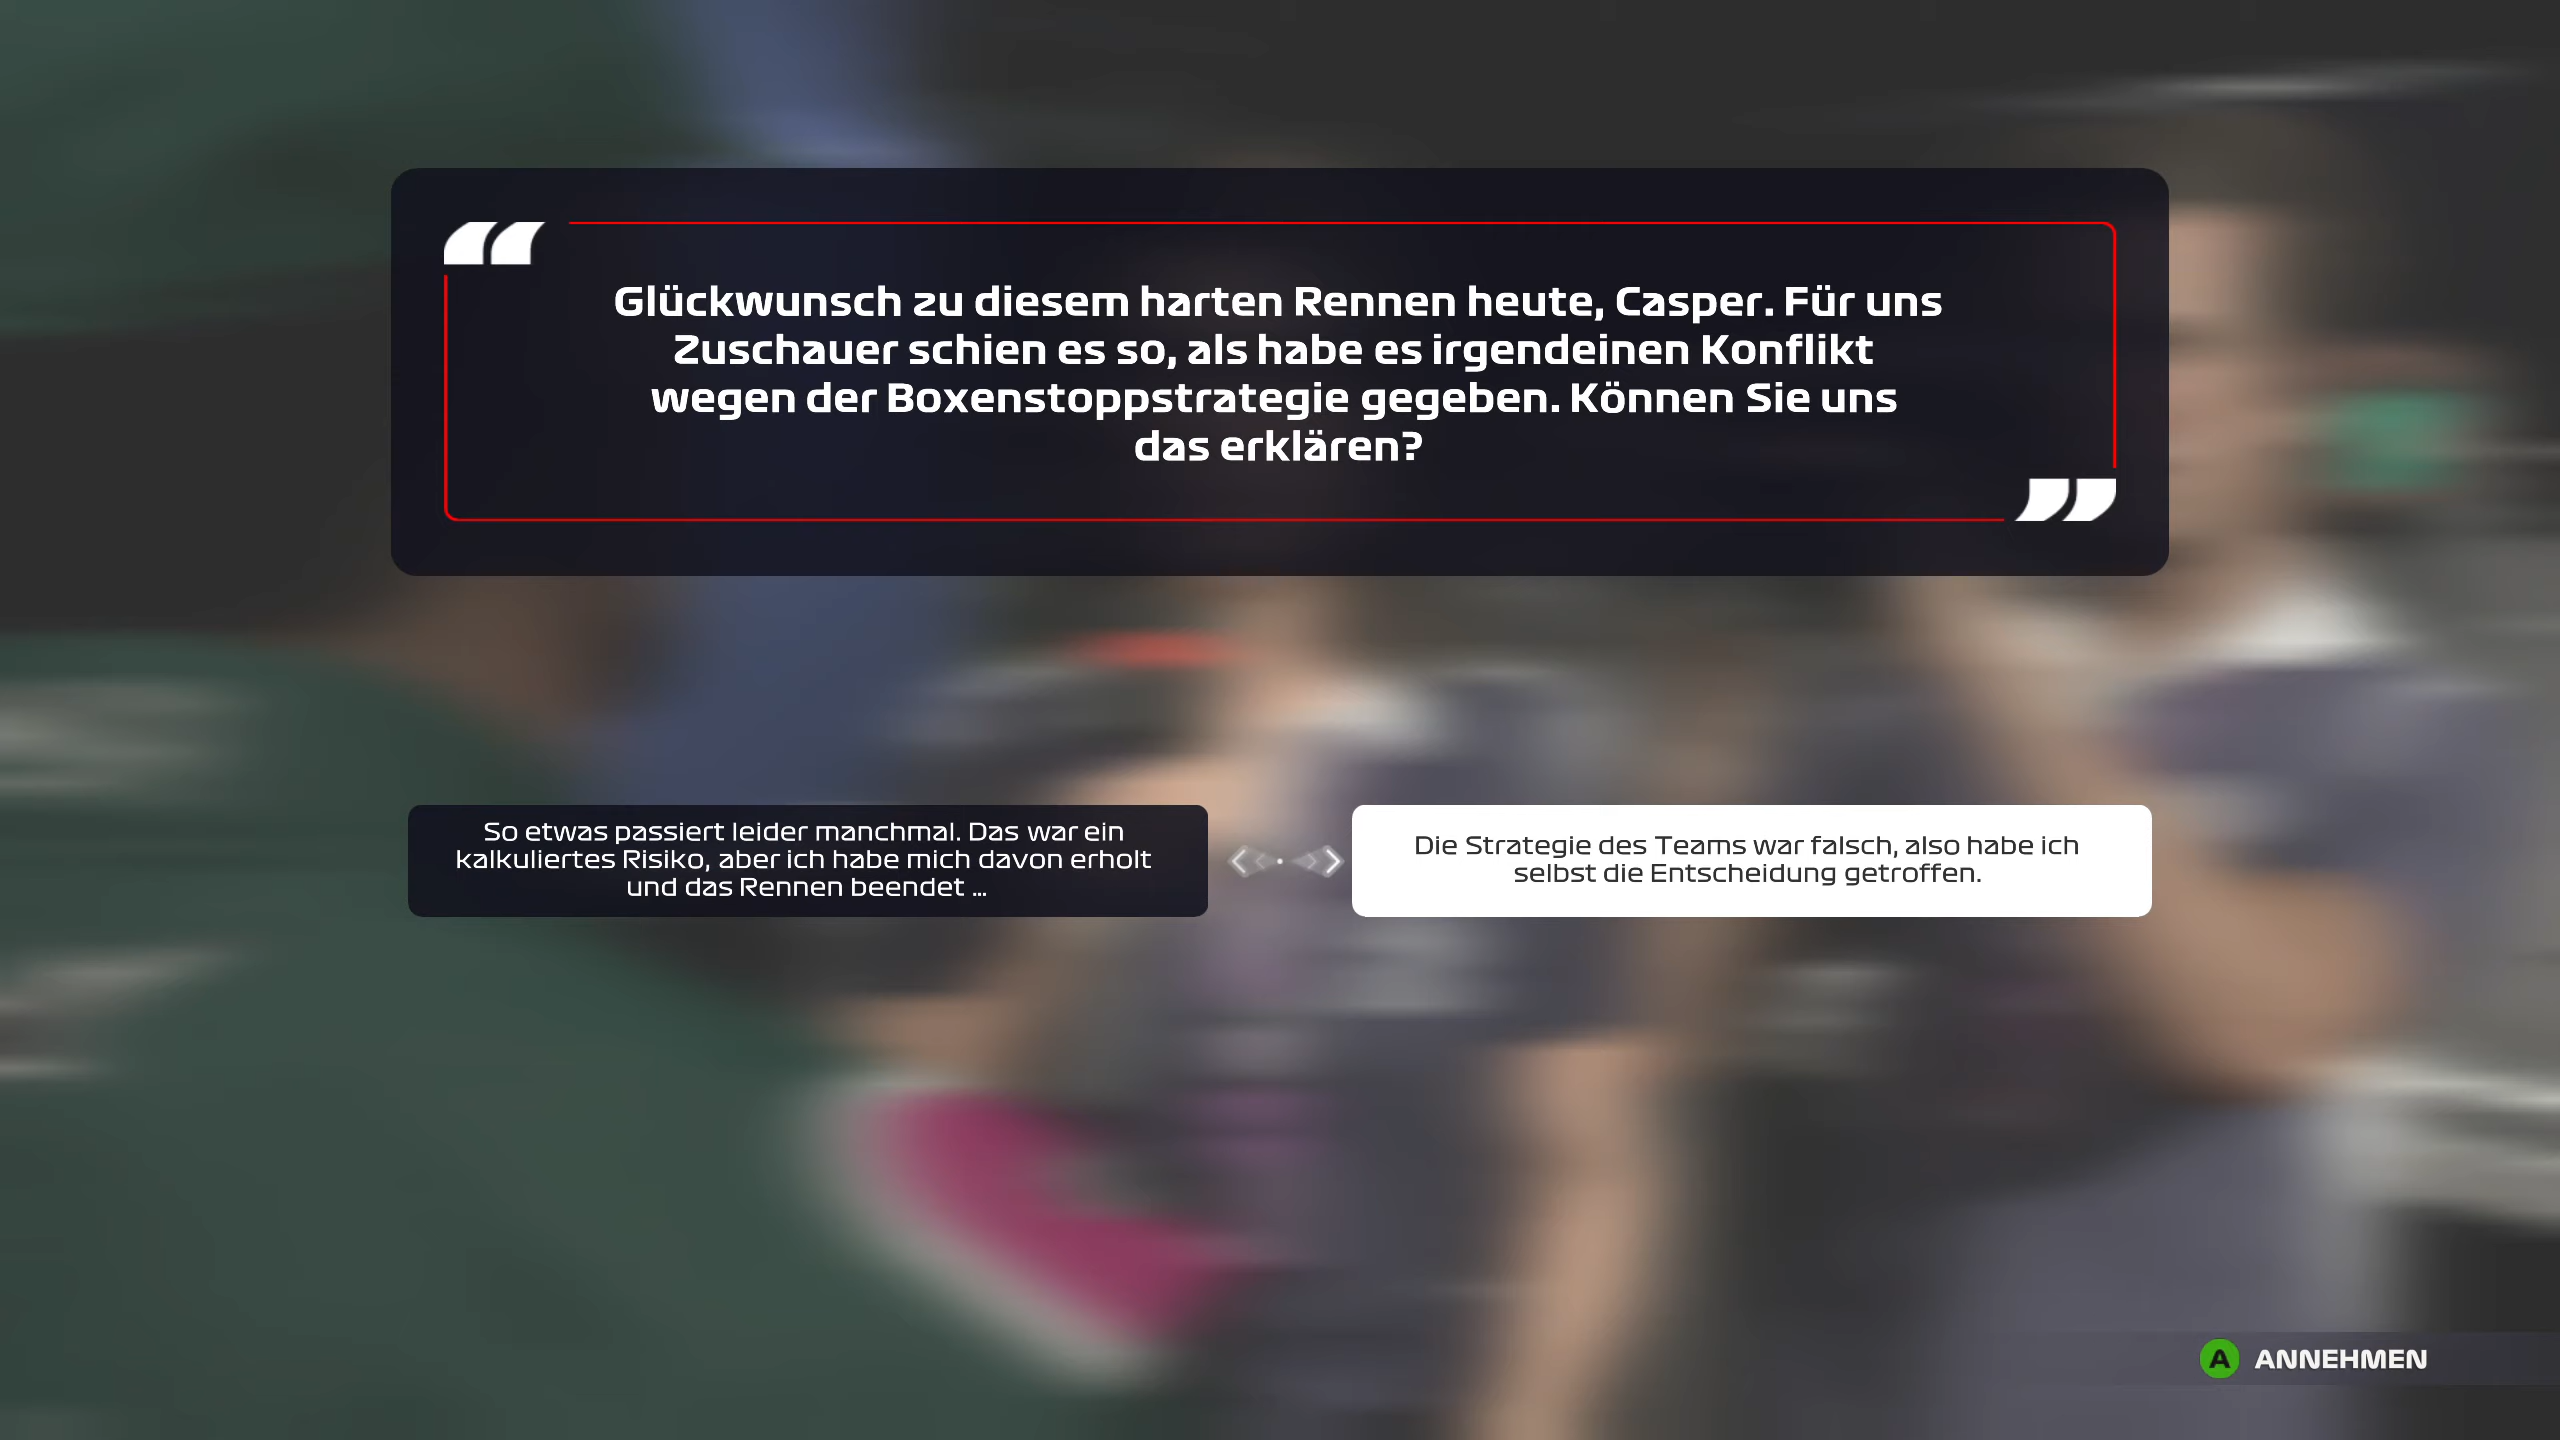 Glückwunsch zu diesem harten Rennen heute, Casper. Für uns
Zuschauer schien es so, als habe es irgendeinen Konflikt
wegen der Boxenstoppstrategie gegeben. Können Sie uns
das erklären?
So etwas passiert leider manchmal. Das war ein
kalkuliertes Risiko, aber ich habe mich davon erholt
und das Rennen beendet ...
Die Strategie des Teams war falsch, also habe ich
selbst die Entscheidung getroffen.
A ANNEHMEN